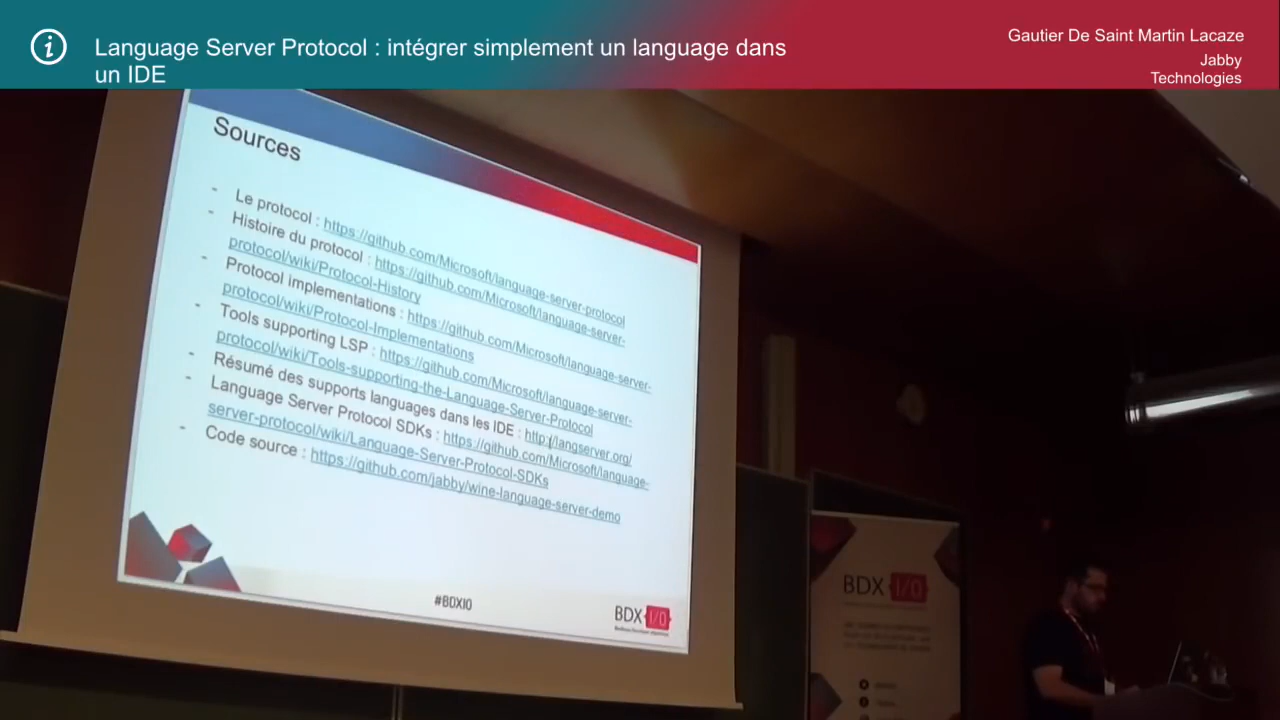 Language Server Protocol : intégrer simplement un language dans
un IDE
Gautier De Saint Martin Lacaze
Jabby
Technologies
Sources
- Le protocol : https://github.com/Microsoft/language-server-protocol
- Histoire du protocol : https://github.com/Microsoft/language-server-
protocol/wiki/Protocol-History
- Protocol implementations : https://github.com/Microsoft/language-server-
protocol/wiki/Protocol-Implementations
- Tools supporting LSP : https://github.com/Microsoft/language-server-
protocol/wiki/Tools-supporting-the-Language-Server-Protocol
- Résumé des supports languages dans les IDE : http://langserver.org/
- Language Server Protocol SDKs : https://github.com/Microsoft/language-
server-protocol/wiki/Language-Server-Protocol-SDKs
- Code source : https://github.com/jabby/wine-language-server-demo
#BDXIO
BDX I/O
BDX I/O